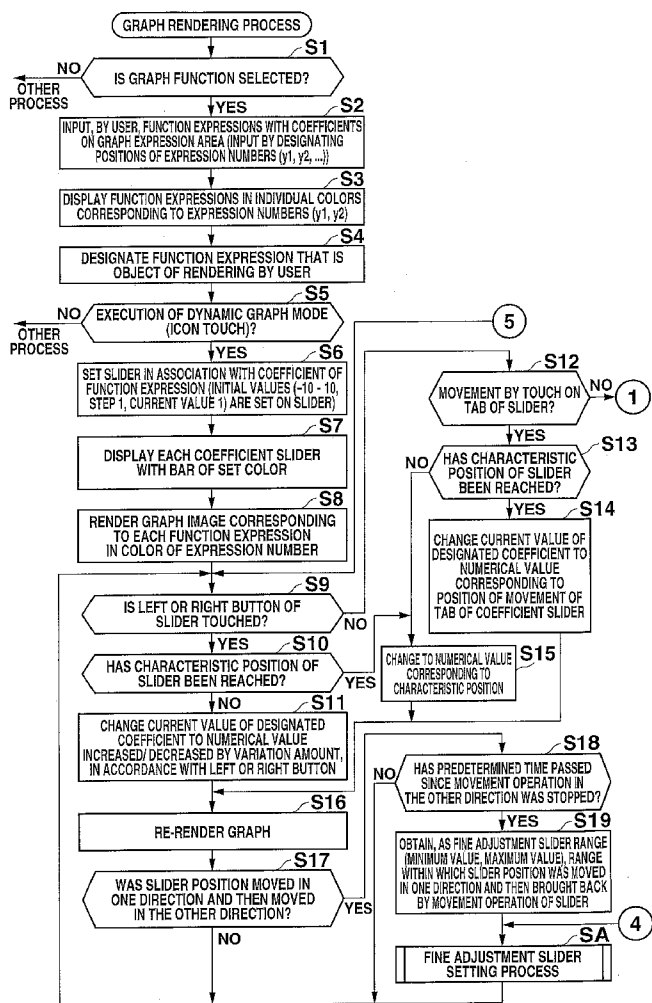 GRAPH RENDERING PROCESS
S1
IS GRAPH FUNCTION SELECTED?
NO
OTHER
PROCESS
YES
S2
INPUT, BY USER, FUNCTION EXPRESSIONS WITH COEFFICIENTS
ON GRAPH EXPRESSION AREA (INPUT BY DESIGNATING
POSITIONS OF EXPRESSION NUMBERS (y1, y2, ...))
S3
DISPLAY FUNCTION EXPRESSIONS IN INDIVIDUAL COLORS
CORRESPONDING TO EXPRESSION NUMBERS (y1, y2)
S4
DESIGNATE FUNCTION EXPRESSION THAT IS
OBJECT OF RENDERING BY USER
S5
EXECUTION OF DYNAMIC GRAPH MODE
(ICON TOUCH)?
NO
OTHER
PROCESS
YES
S6
SET SLIDER IN ASSOCIATION WITH COEFFICIENT OF
FUNCTION EXPRESSION (INITIAL VALUES (-10 - 10,
STEP 1, CURRENT VALUE 1) ARE SET ON SLIDER)
S7
DISPLAY EACH COEFFICIENT SLIDER
WITH BAR OF SET COLOR
S8
RENDER GRAPH IMAGE CORRESPONDING
TO EACH FUNCTION EXPRESSION
IN COLOR OF EXPRESSION NUMBER
S9
IS LEFT OR RIGHT BUTTON OF
SLIDER TOUCHED?
NO
YES
S10
HAS CHARACTERISTIC POSITION OF
SLIDER BEEN REACHED?
YES
NO
S11
CHANGE CURRENT VALUE OF DESIGNATED
COEFFICIENT TO NUMERICAL VALUE
INCREASED/ DECREASED BY VARIATION AMOUNT,
IN ACCORDANCE WITH LEFT OR RIGHT BUTTON
S16
RE-RENDER GRAPH
S17
WAS SLIDER POSITION MOVED IN
ONE DIRECTION AND THEN MOVED
IN THE OTHER DIRECTION?
YES
NO
5
S12
MOVEMENT BY TOUCH ON
TAB OF SLIDER?
NO
1
YES
S13
HAS CHARACTERISTIC
POSITION OF SLIDER
BEEN REACHED?
NO
YES
S14
CHANGE CURRENT VALUE OF
DESIGNATED COEFFICIENT TO
NUMERICAL VALUE
CORRESPONDING TO
POSITION OF MOVEMENT OF
TAB OF COEFFICIENT SLIDER
S15
CHANGE TO NUMERICAL VALUE
CORRESPONDING TO
CHARACTERISTIC POSITION
S18
HAS PREDETERMINED TIME PASSED
SINCE MOVEMENT OPERATION IN
THE OTHER DIRECTION WAS STOPPED?
NO
YES
S19
OBTAIN, AS FINE ADJUSTMENT SLIDER RANGE
(MINIMUM VALUE, MAXIMUM VALUE), RANGE
WITHIN WHICH SLIDER POSITION WAS MOVED
IN ONE DIRECTION AND THEN BROUGHT BACK
BY MOVEMENT OPERATION OF SLIDER
4
SA
FINE ADJUSTMENT SLIDER
SETTING PROCESS